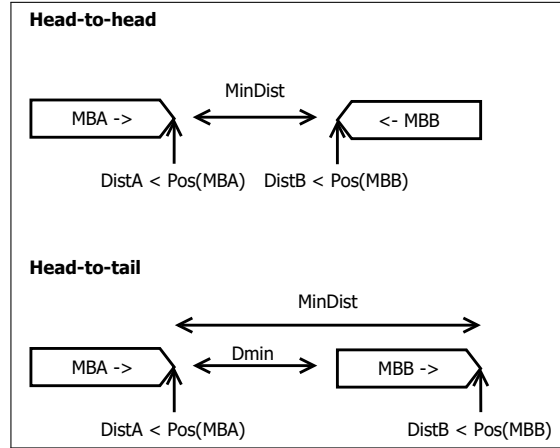 Head-to-head
MinDist
MBA -> <- MBB
DistA < Pos(MBA) DistB < Pos(MBB)
Head-to-tail
MinDist
Dmin
MBA -> MBB ->
DistA < Pos(MBA) DistB < Pos(MBB)